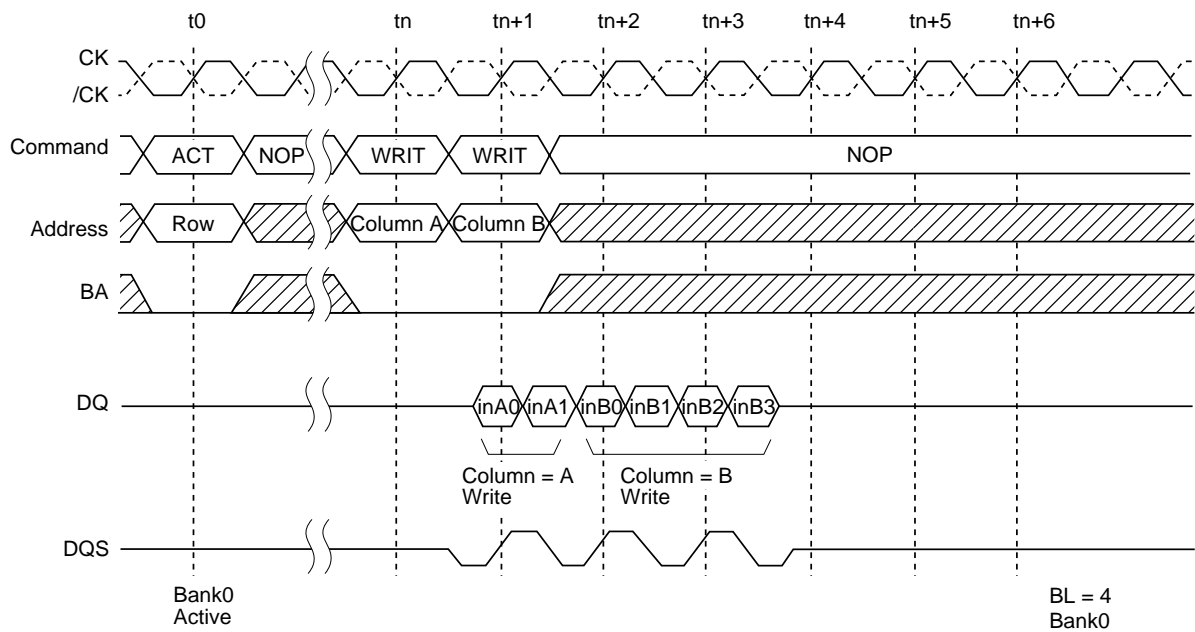 t0 tn tn+1 tn+2 tn+3 tn+4 tn+5 tn+6
CK
/CK
Command ACT NOP WRIT WRIT NOP
Address Row Column A Column B
BA
DQ inA0 inA1 inB0 inB1 inB2 inB3
Column = A Column = B
Write Write
DQS
Bank0 BL = 4
Active Bank0